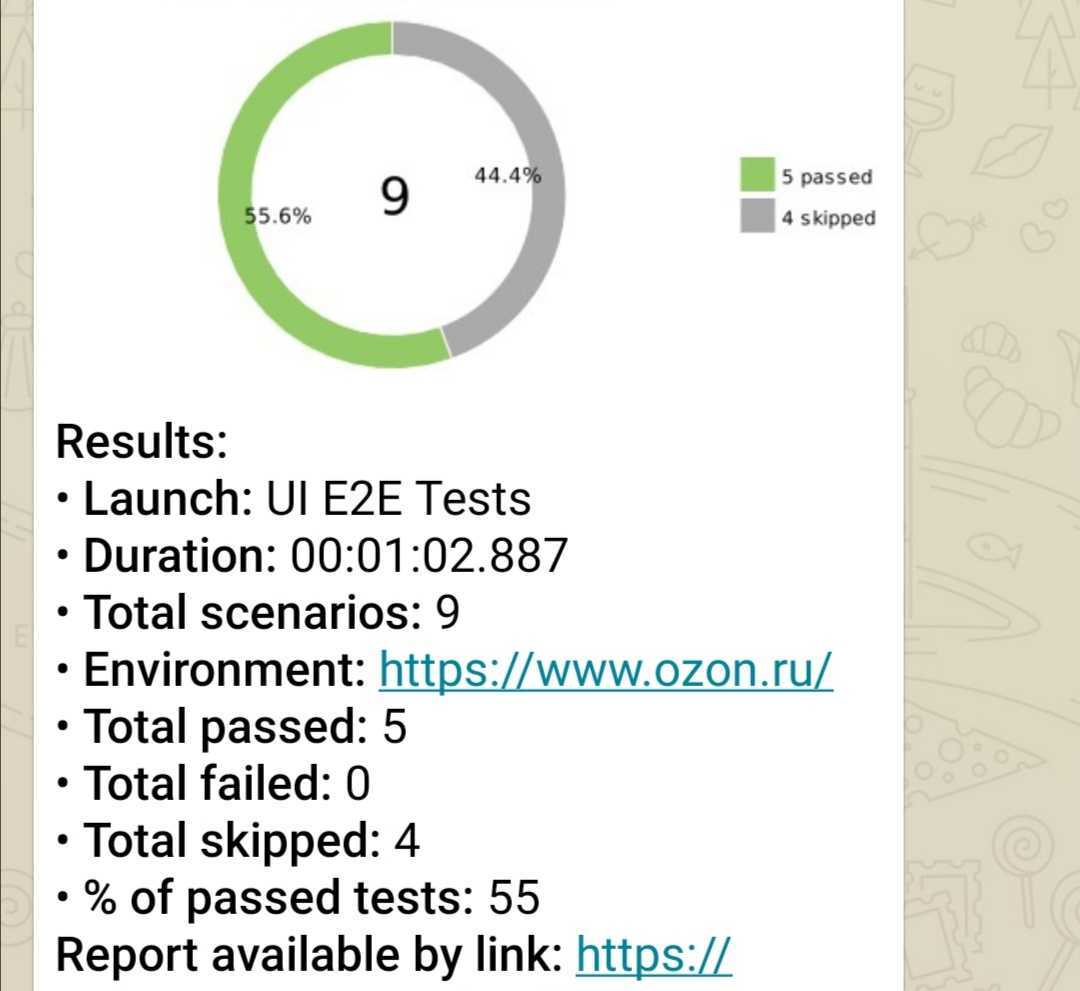 44.4%
9
55.6%
5 passed
4 skipped
Results:
• Launch: UI E2E Tests
• Duration: 00:01:02.887
• Total scenarios: 9
• Environment: https://www.ozon.ru/
• Total passed: 5
• Total failed: 0
• Total skipped: 4
• % of passed tests: 55
Report available by link: https://